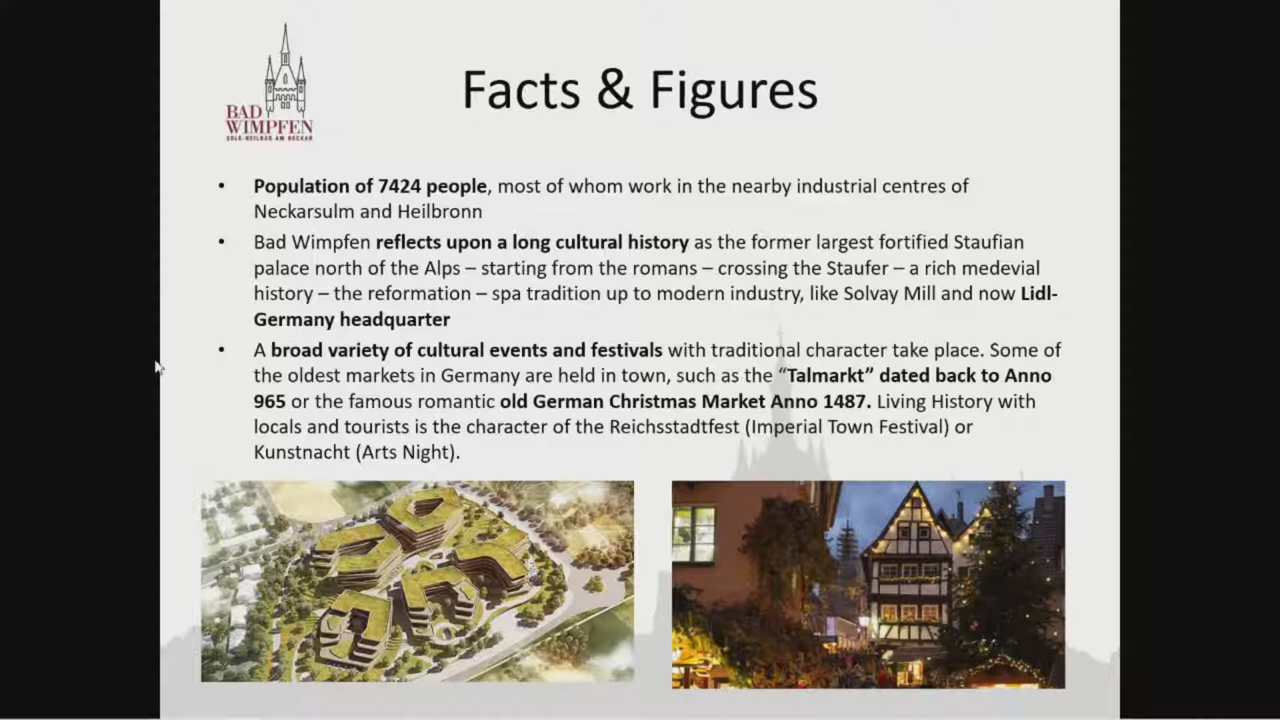 BAD
WIMPFEN
SOLE-HEILBAD AM NECKAR
Facts & Figures
• Population of 7424 people, most of whom work in the nearby industrial centres of
Neckarsulm and Heilbronn
• Bad Wimpfen reflects upon a long cultural history as the former largest fortified Staufian
palace north of the Alps – starting from the romans – crossing the Staufer – a rich medevial
history – the reformation – spa tradition up to modern industry, like Solvay Mill and now Lidl-
Germany headquarter
• A broad variety of cultural events and festivals with traditional character take place. Some of
the oldest markets in Germany are held in town, such as the “Talmarkt” dated back to Anno
965 or the famous romantic old German Christmas Market Anno 1487. Living History with
locals and tourists is the character of the Reichsstadtfest (Imperial Town Festival) or
Kunstnacht (Arts Night).